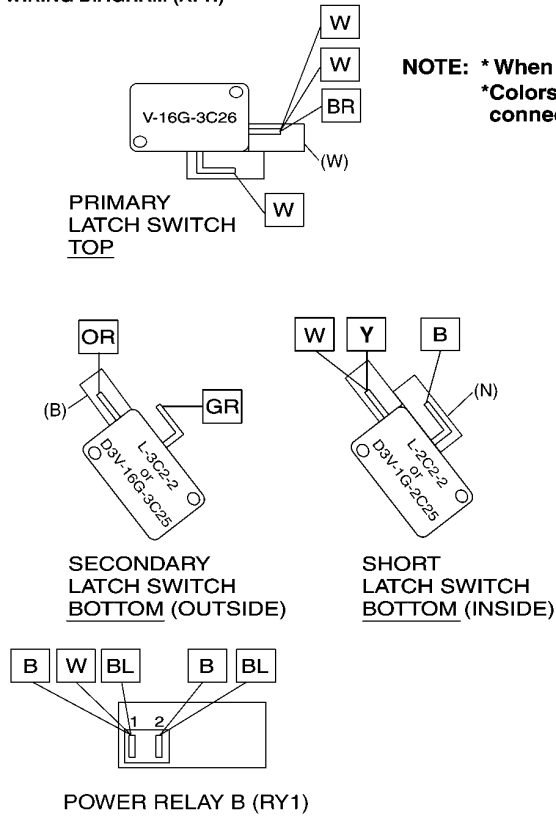 W
W
NOTE: * When
*Colors
connec
V-16G-3C26
BR
(W)
W
PRIMARY
LATCH SWITCH
TOP
OR
(B)
GR
L-3C2-2
or
D3V-16G-3C25
SECONDARY
LATCH SWITCH
BOTTOM (OUTSIDE)
W Y B
(N)
L-2C2-2
or
D3V-1G-2C25
SHORT
LATCH SWITCH
BOTTOM (INSIDE)
B W BL B BL
1 2
POWER RELAY B (RY1)